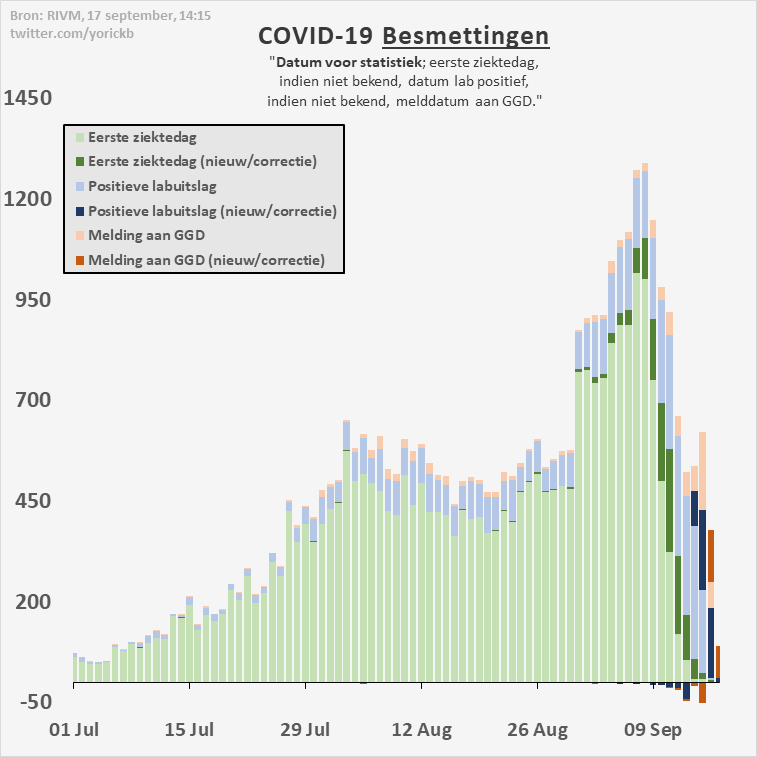 Bron: RIVM, 17 september, 14:15
twitter.com/yorickb
COVID-19 Besmettingen
"Datum voor statistiek; eerste ziektedag,
indien niet bekend, datum lab positief,
indien niet bekend, melddatum aan GGD."
1450
1200
950
700
450
200
-50
Eerste ziektedag
Eerste ziektedag (nieuw/correctie)
Positieve labuitslag
Positieve labuitslag (nieuw/correctie)
Melding aan GGD
Melding aan GGD (nieuw/correctie)
01 Jul 15 Jul 29 Jul 12 Aug 26 Aug 09 Sep